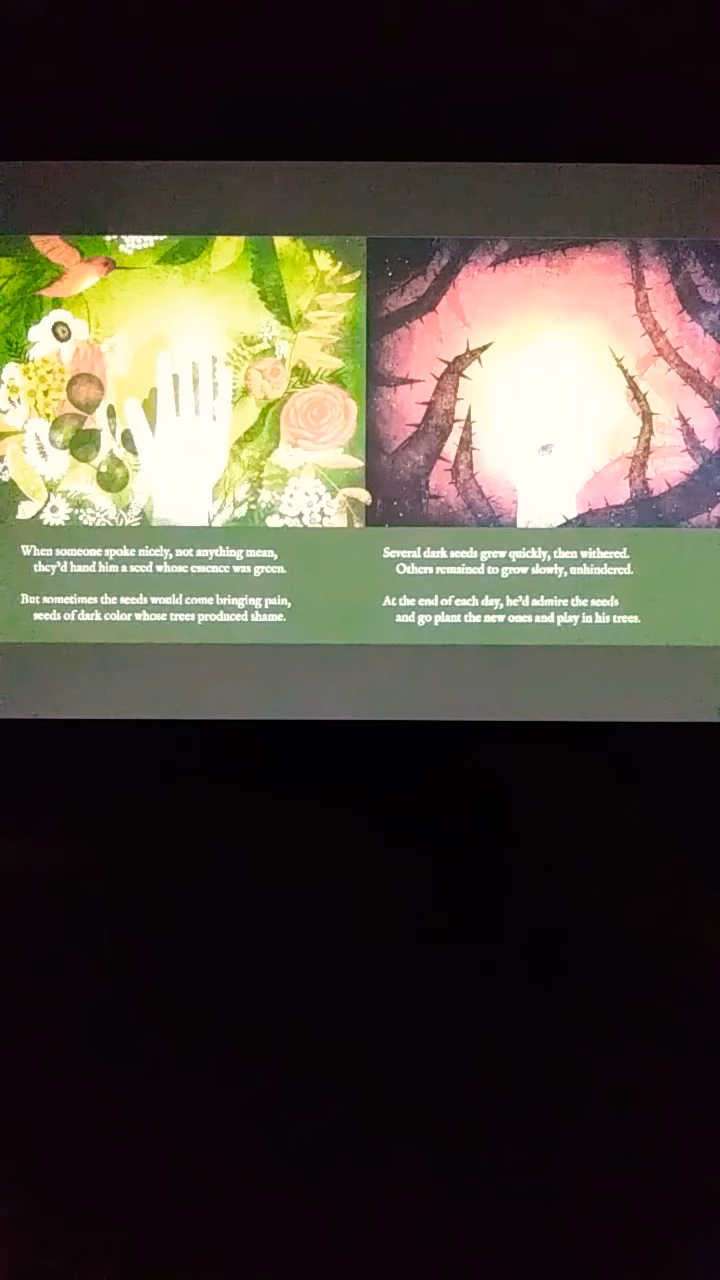 When someone spoke nicely, not anything mean,
they'd hand him a seed whose essence was green.
But sometimes the seeds would come bringing pain,
seeds of dark color whose trees produced shame.
Several dark seeds grew quickly, then withered.
Others remained to grow slowly, unhindered.
At the end of each day, he'd admire the seeds
and go plant the new ones and play in his trees.